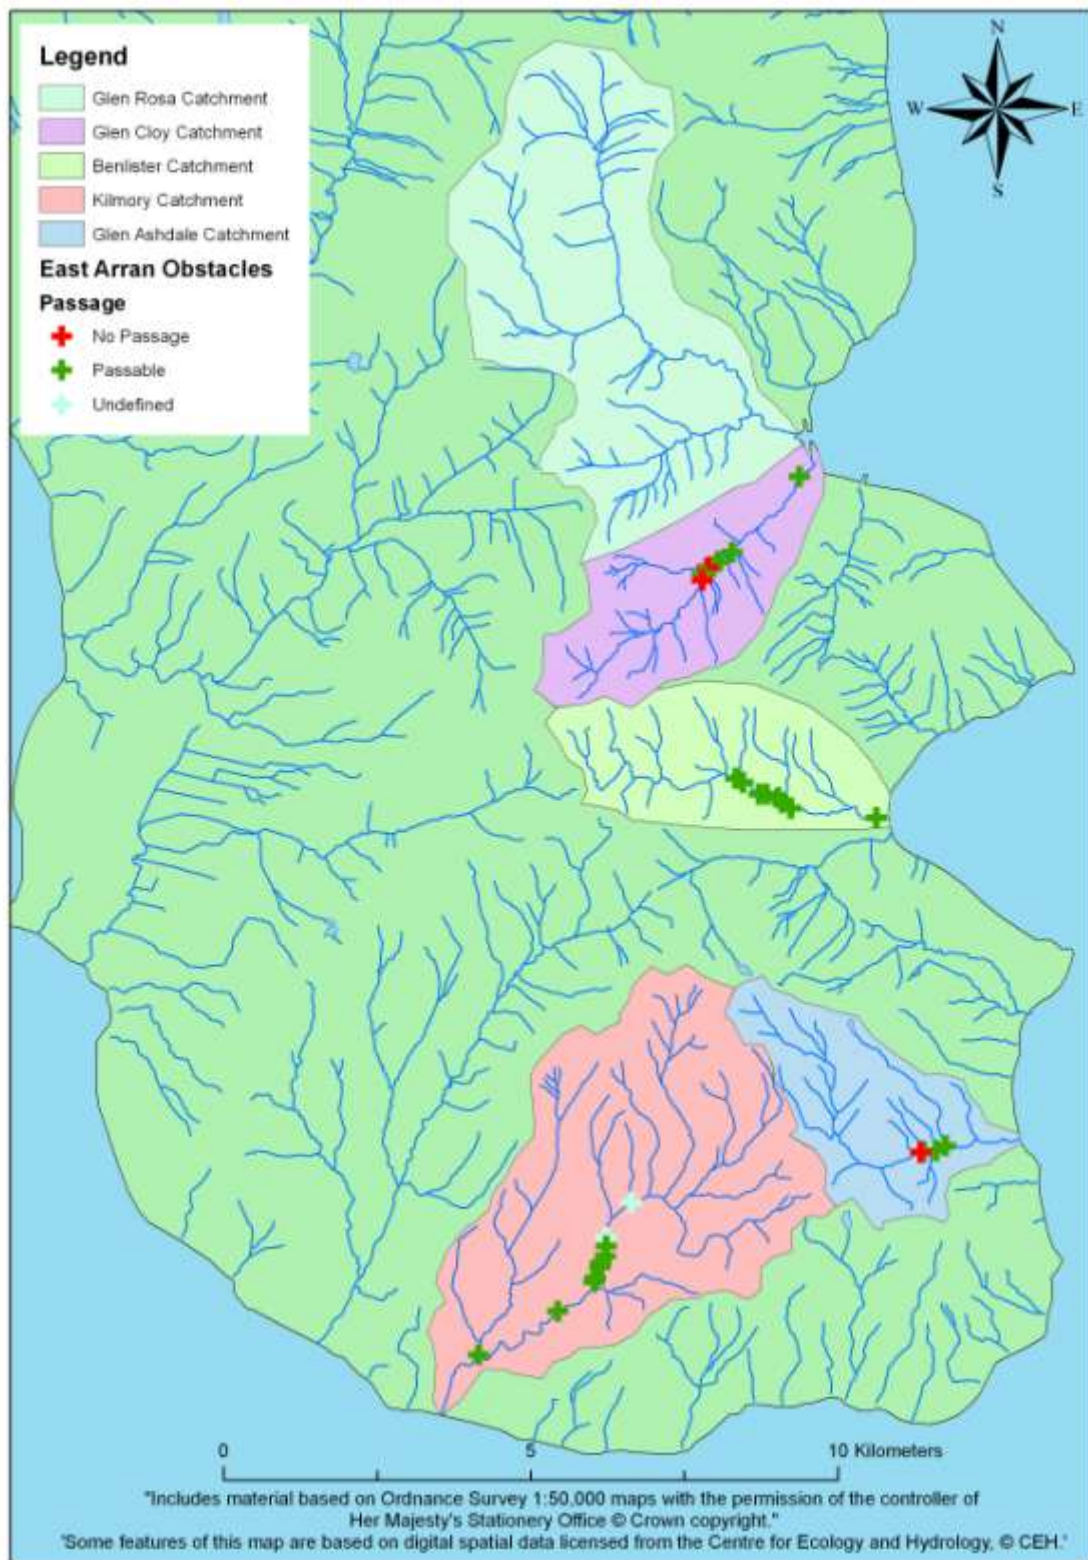 Legend
Glen Rosa Catchment
Glen Cloy Catchment
Benlister Catchment
Kilmory Catchment
Glen Ashdale Catchment
East Arran Obstacles
Passage
No Passage
Passable
Undefined
N
W E
S
0 5 10 Kilometers
"Includes material based on Ordnance Survey 1:50,000 maps with the permission of the controller of
Her Majesty's Stationery Office © Crown copyright."
'Some features of this map are based on digital spatial data licensed from the Centre for Ecology and Hydrology, © CEH.'